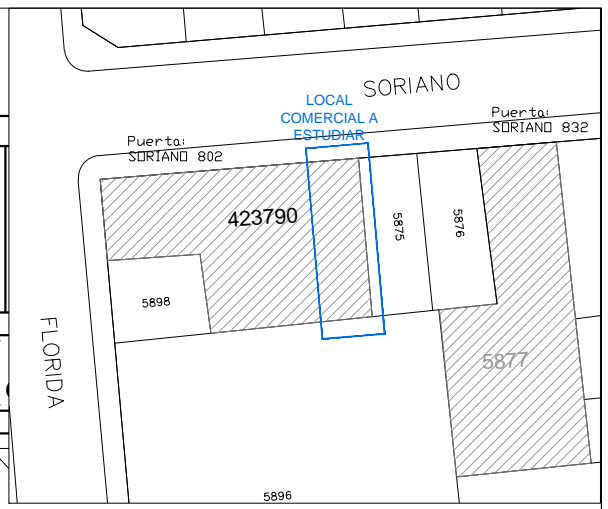 SORIANO
LOCAL
COMERCIAL A
ESTUDIAR
Puerta:
SORIANO 802
Puerta:
SORIANO 832
423790
5875
5876
5898
FLORIDA
5877
5896